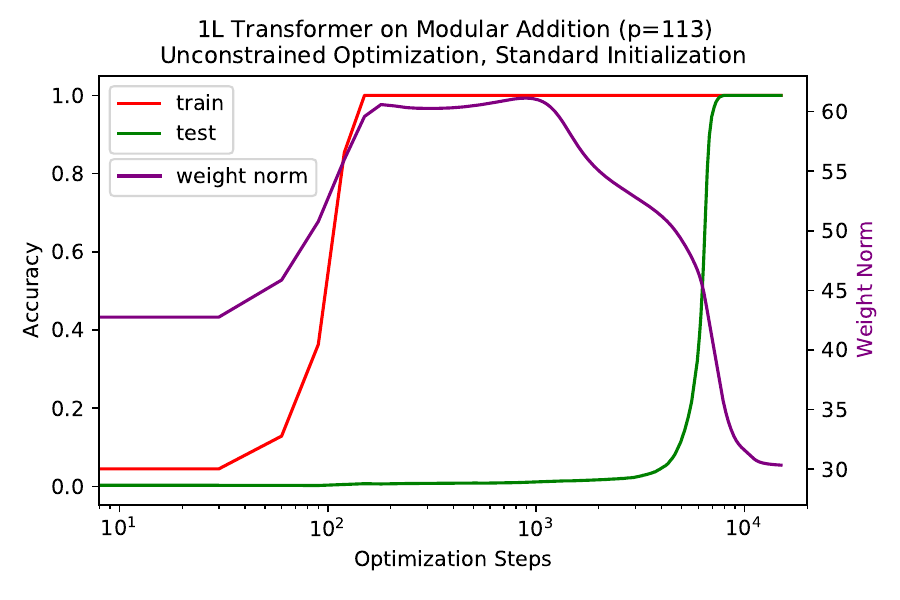 1L Transformer on Modular Addition (p=113)
Unconstrained Optimization, Standard Initialization
train
test
weight norm
Accuracy
1.0
0.8
0.6
0.4
0.2
0.0
60
55
50
45
40
35
30
Weight Norm
10¹
10²
10³
10⁴
Optimization Steps